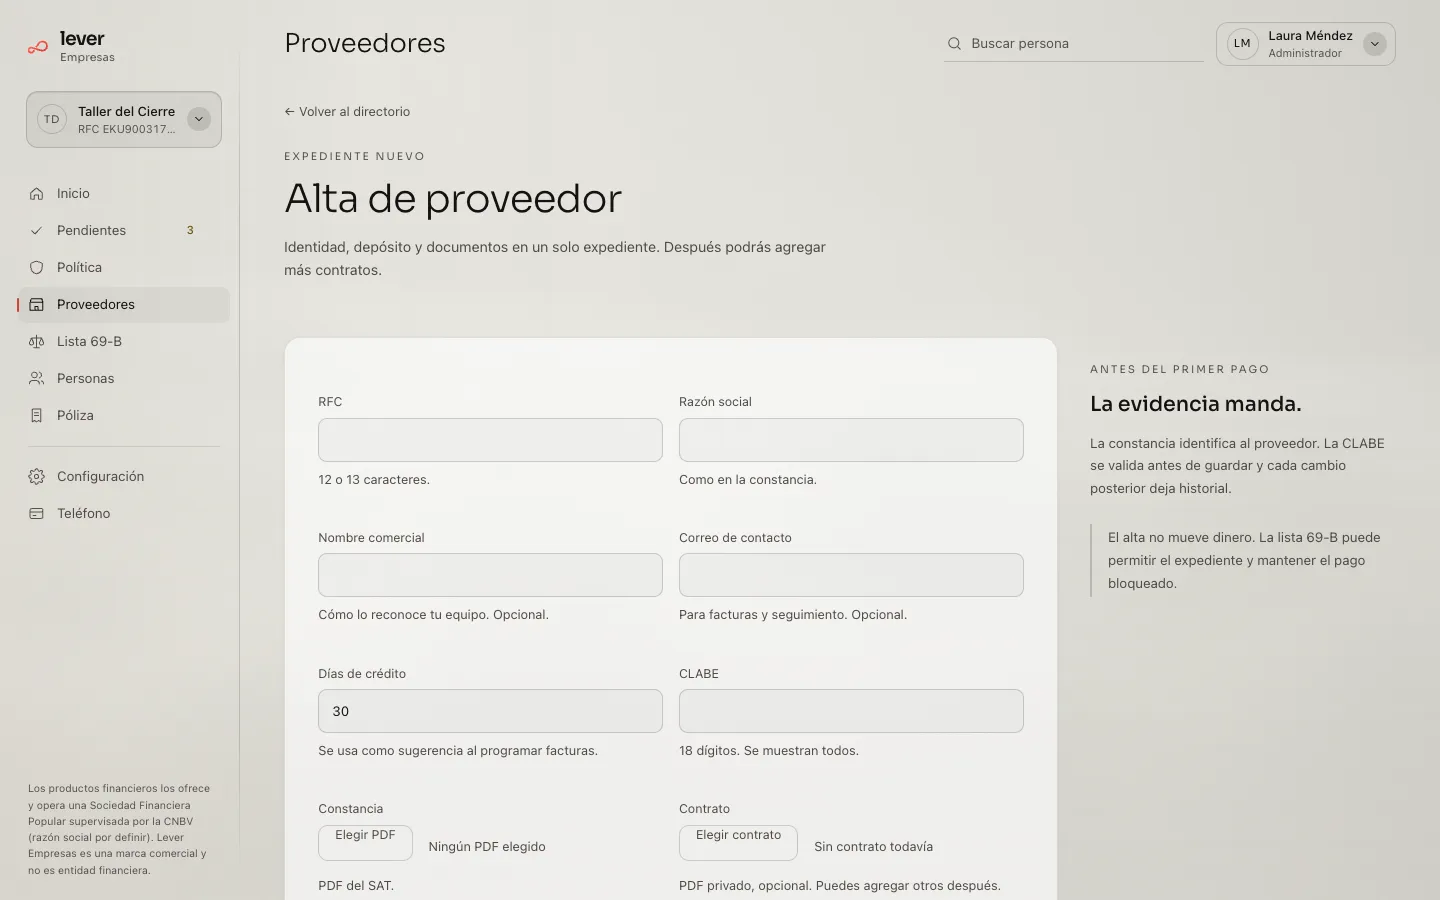 lever
Empresas
TD
Taller del Cierre
RFC EKU900317...
Inicio
Pendientes 3
Política
Proveedores
Lista 69-B
Personas
Póliza
Configuración
Teléfono
Los productos financieros los ofrece
y opera una Sociedad Financiera
Popular supervisada por la CNBV
(razón social por definir). Lever
Empresas es una marca comercial y
no es entidad financiera.
Proveedores
Buscar persona
LM
Laura Méndez
Administrador
← Volver al directorio
EXPEDIENTE NUEVO
Alta de proveedor
Identidad, depósito y documentos en un solo expediente. Después podrás agregar
más contratos.
RFC
12 o 13 caracteres.
Razón social
Como en la constancia.
Nombre comercial
Cómo lo reconoce tu equipo. Opcional.
Correo de contacto
Para facturas y seguimiento. Opcional.
Días de crédito
30
Se usa como sugerencia al programar facturas.
CLABE
18 dígitos. Se muestran todos.
Constancia
Elegir PDF
Ningún PDF elegido
PDF del SAT.
Contrato
Elegir contrato
Sin contrato todavía
PDF privado, opcional. Puedes agregar otros después.
ANTES DEL PRIMER PAGO
La evidencia manda.
La constancia identifica al proveedor. La CLABE
se valida antes de guardar y cada cambio
posterior deja historial.
El alta no mueve dinero. La lista 69-B puede
permitir el expediente y mantener el pago
bloqueado.